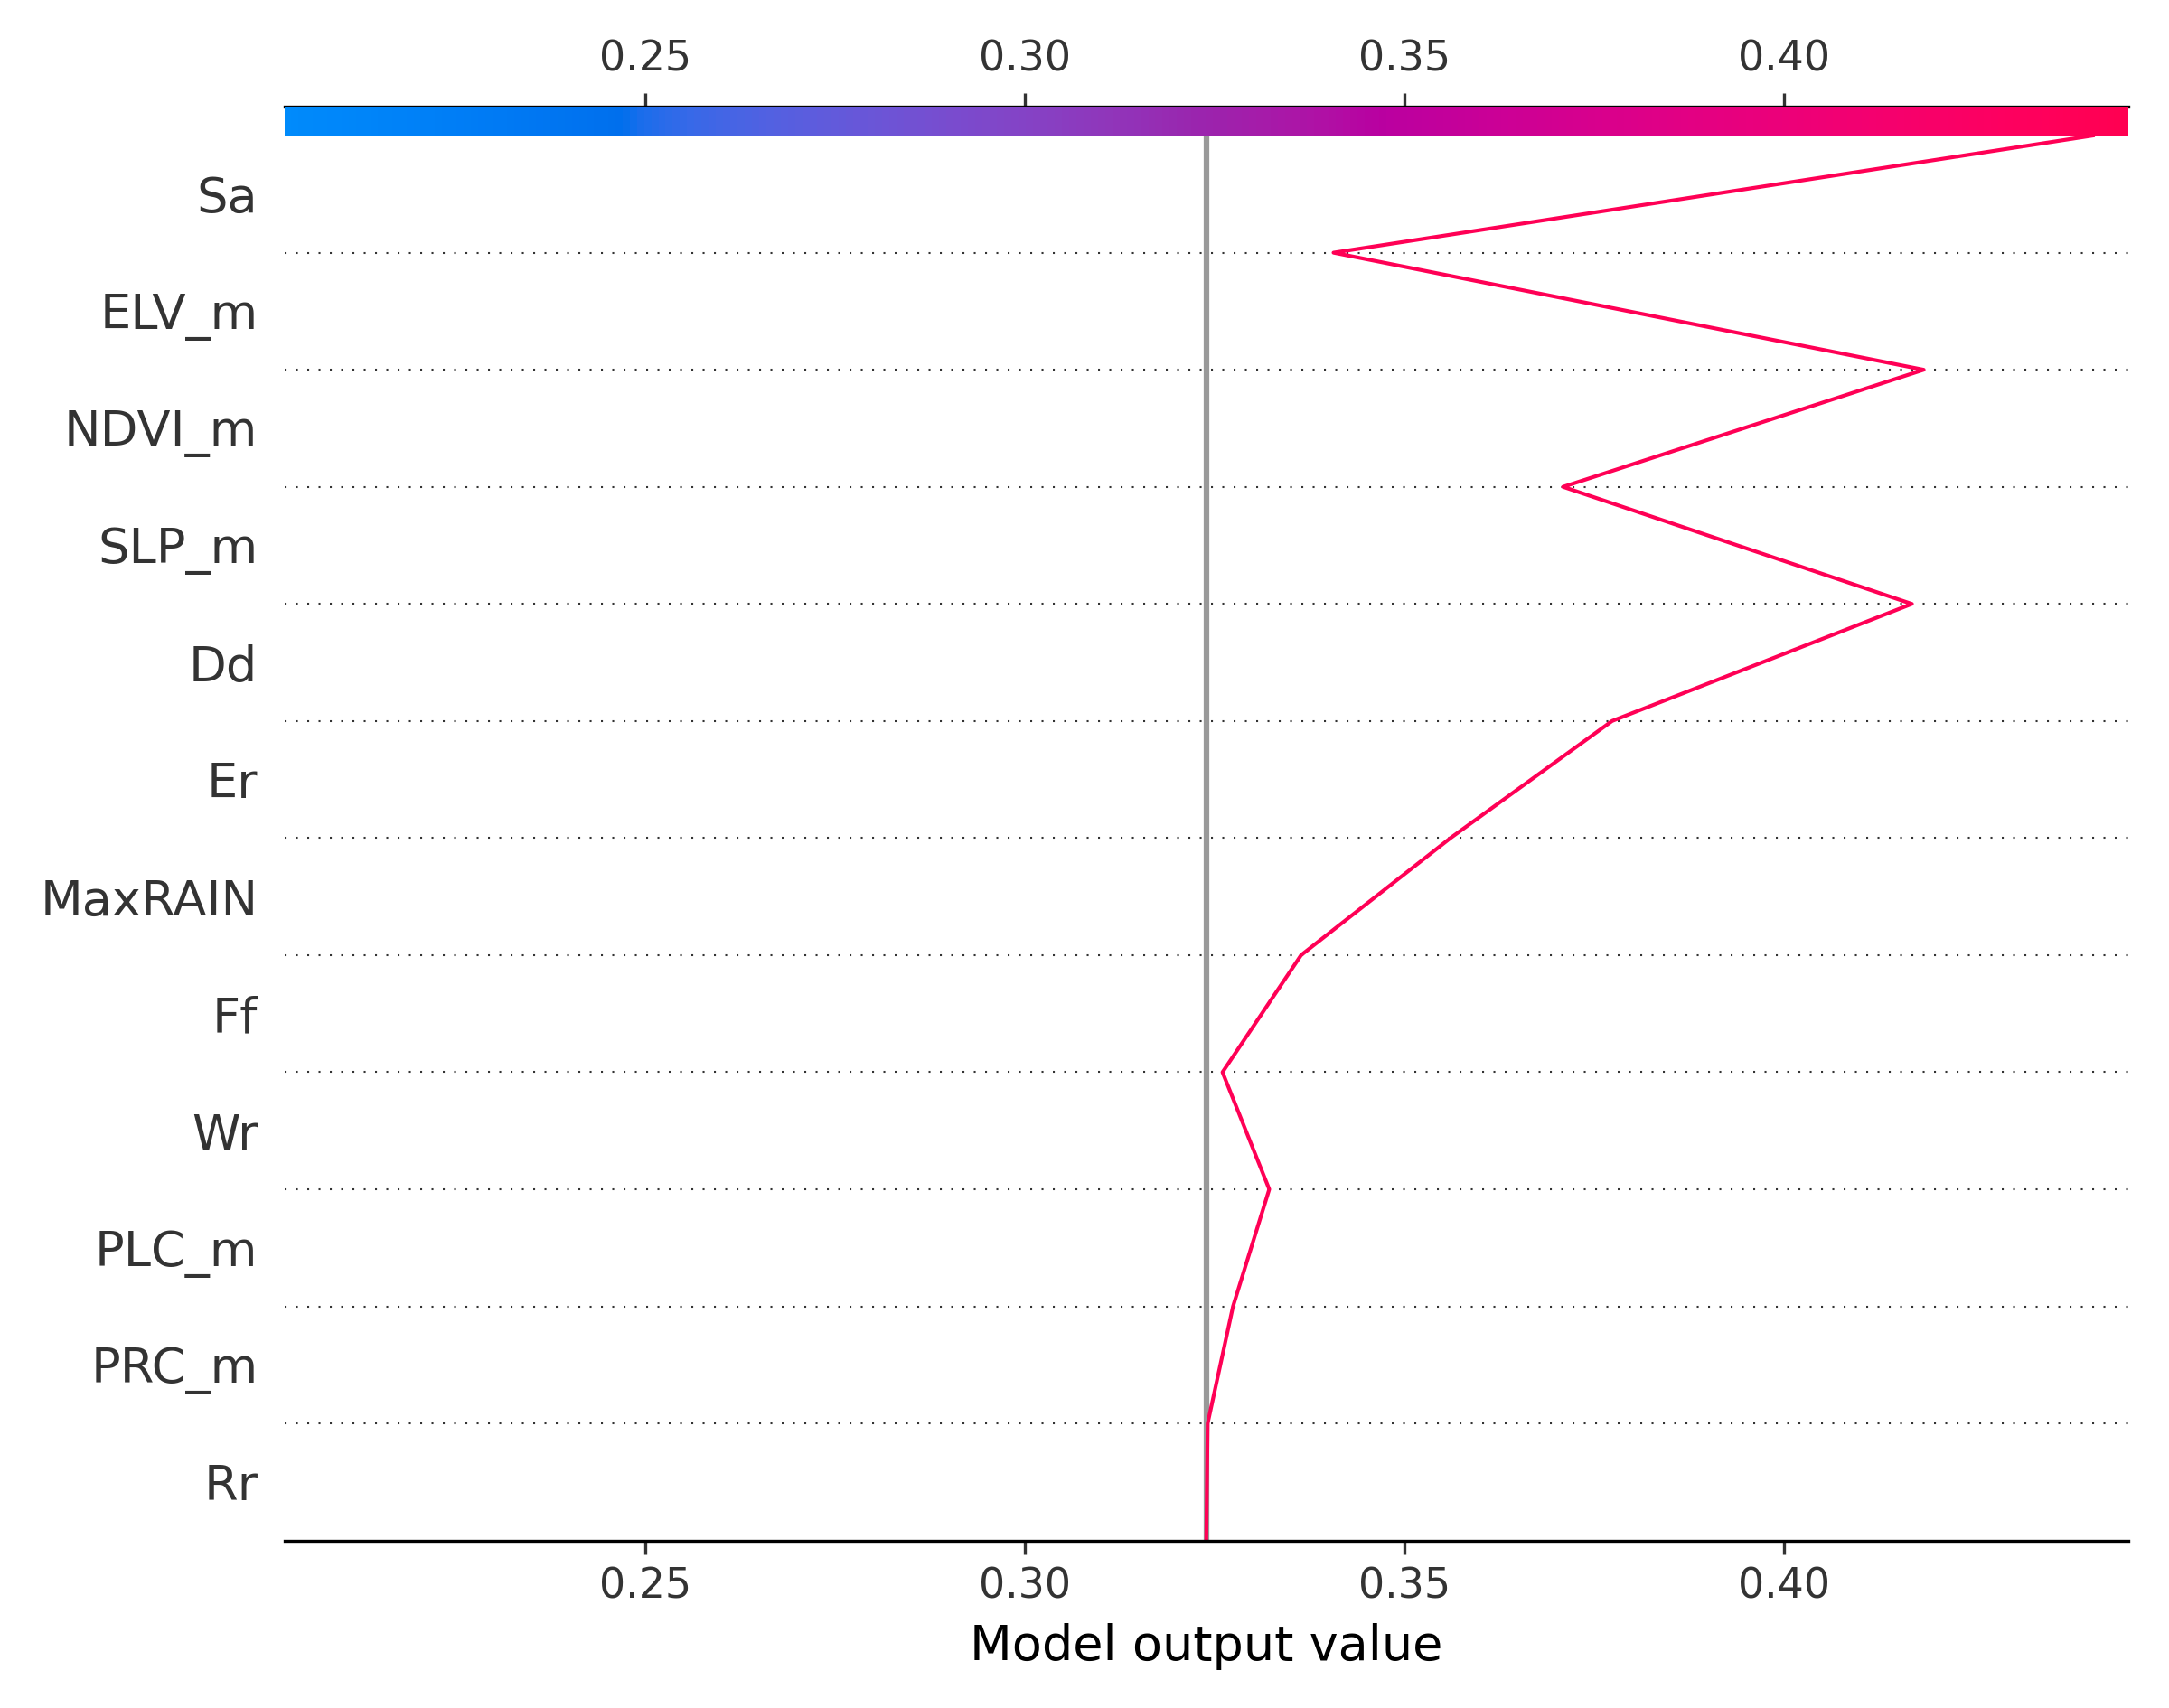 0.25 0.30 0.35 0.40
Sa
ELV_m
NDVI_m
SLP_m
Dd
Er
MaxRAIN
Ff
Wr
PLC_m
PRC_m
Rr
0.25 0.30 0.35 0.40
Model output value